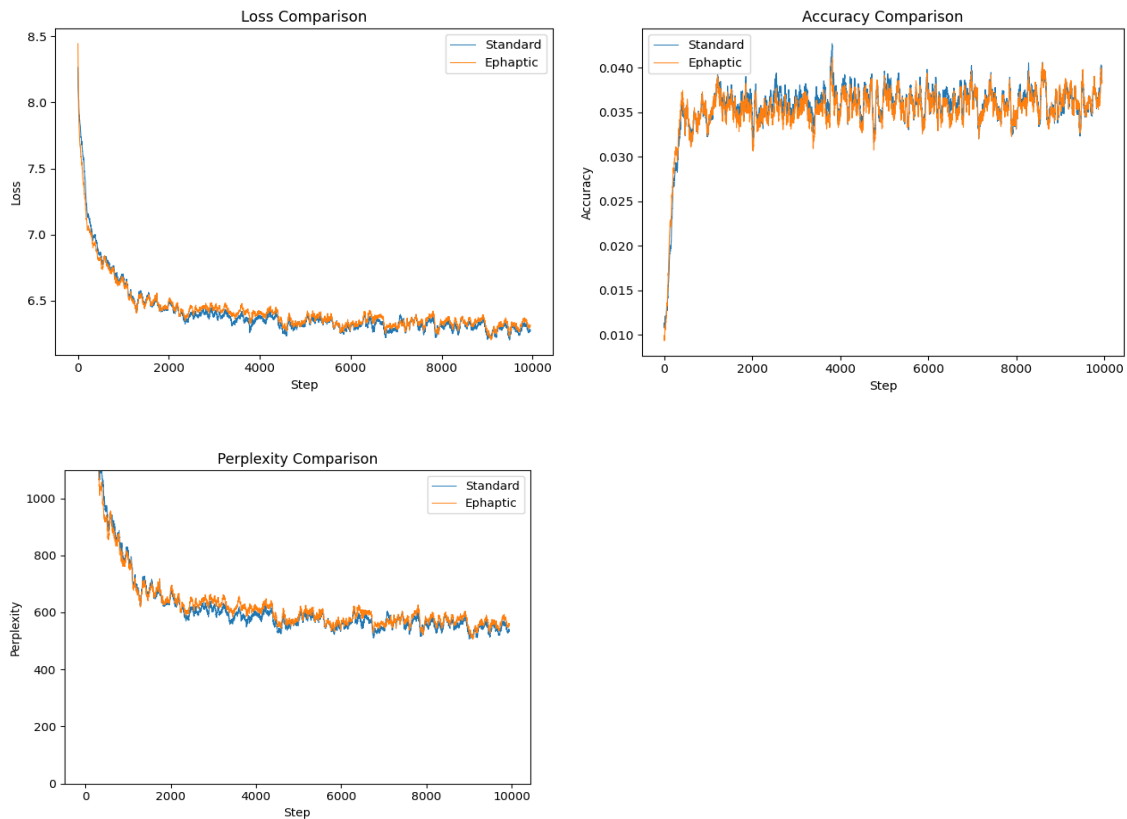 Loss Comparison
8.5
8.0
7.5
7.0
6.5
Loss
0 2000 4000 6000 8000 10000
Step
Standard
Ephaptic
Accuracy Comparison
0.040
0.035
0.030
0.025
0.020
0.015
0.010
Accuracy
0 2000 4000 6000 8000 10000
Step
Standard
Ephaptic
Perplexity Comparison
1000
800
600
400
200
0
Perplexity
0 2000 4000 6000 8000 10000
Step
Standard
Ephaptic